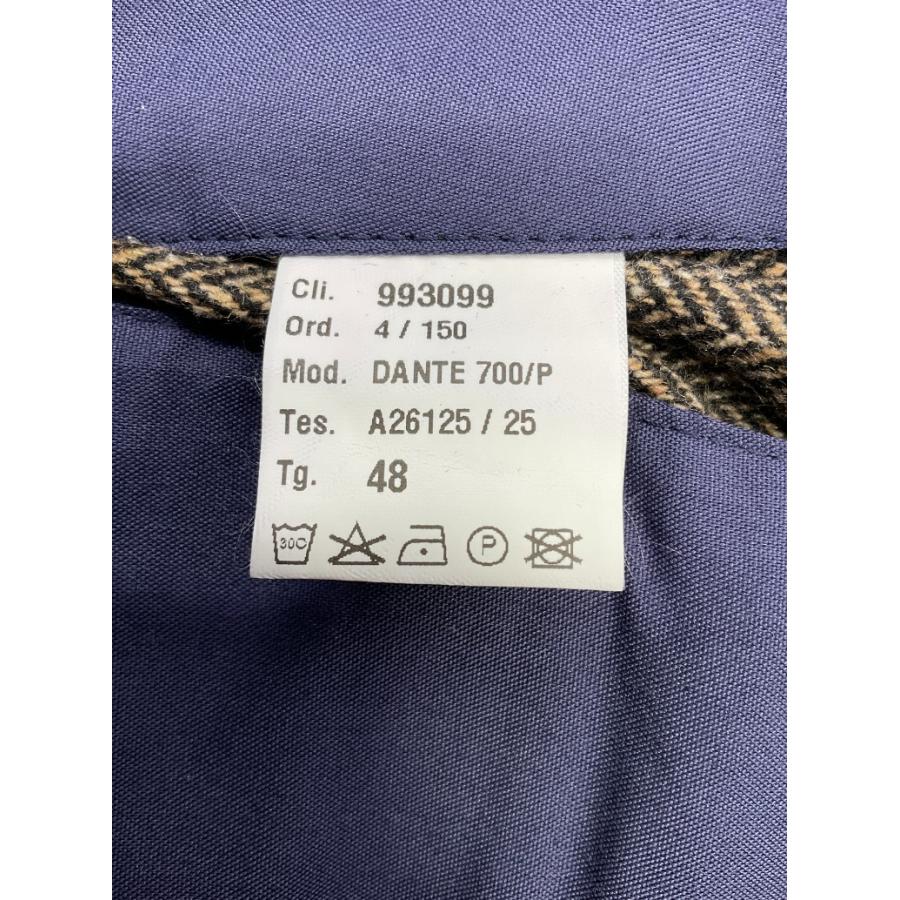 Cli. 993099
Ord. 4 / 150
Mod. DANTE 700/P
Tes. A26125 / 25
Tg. 48
30C P